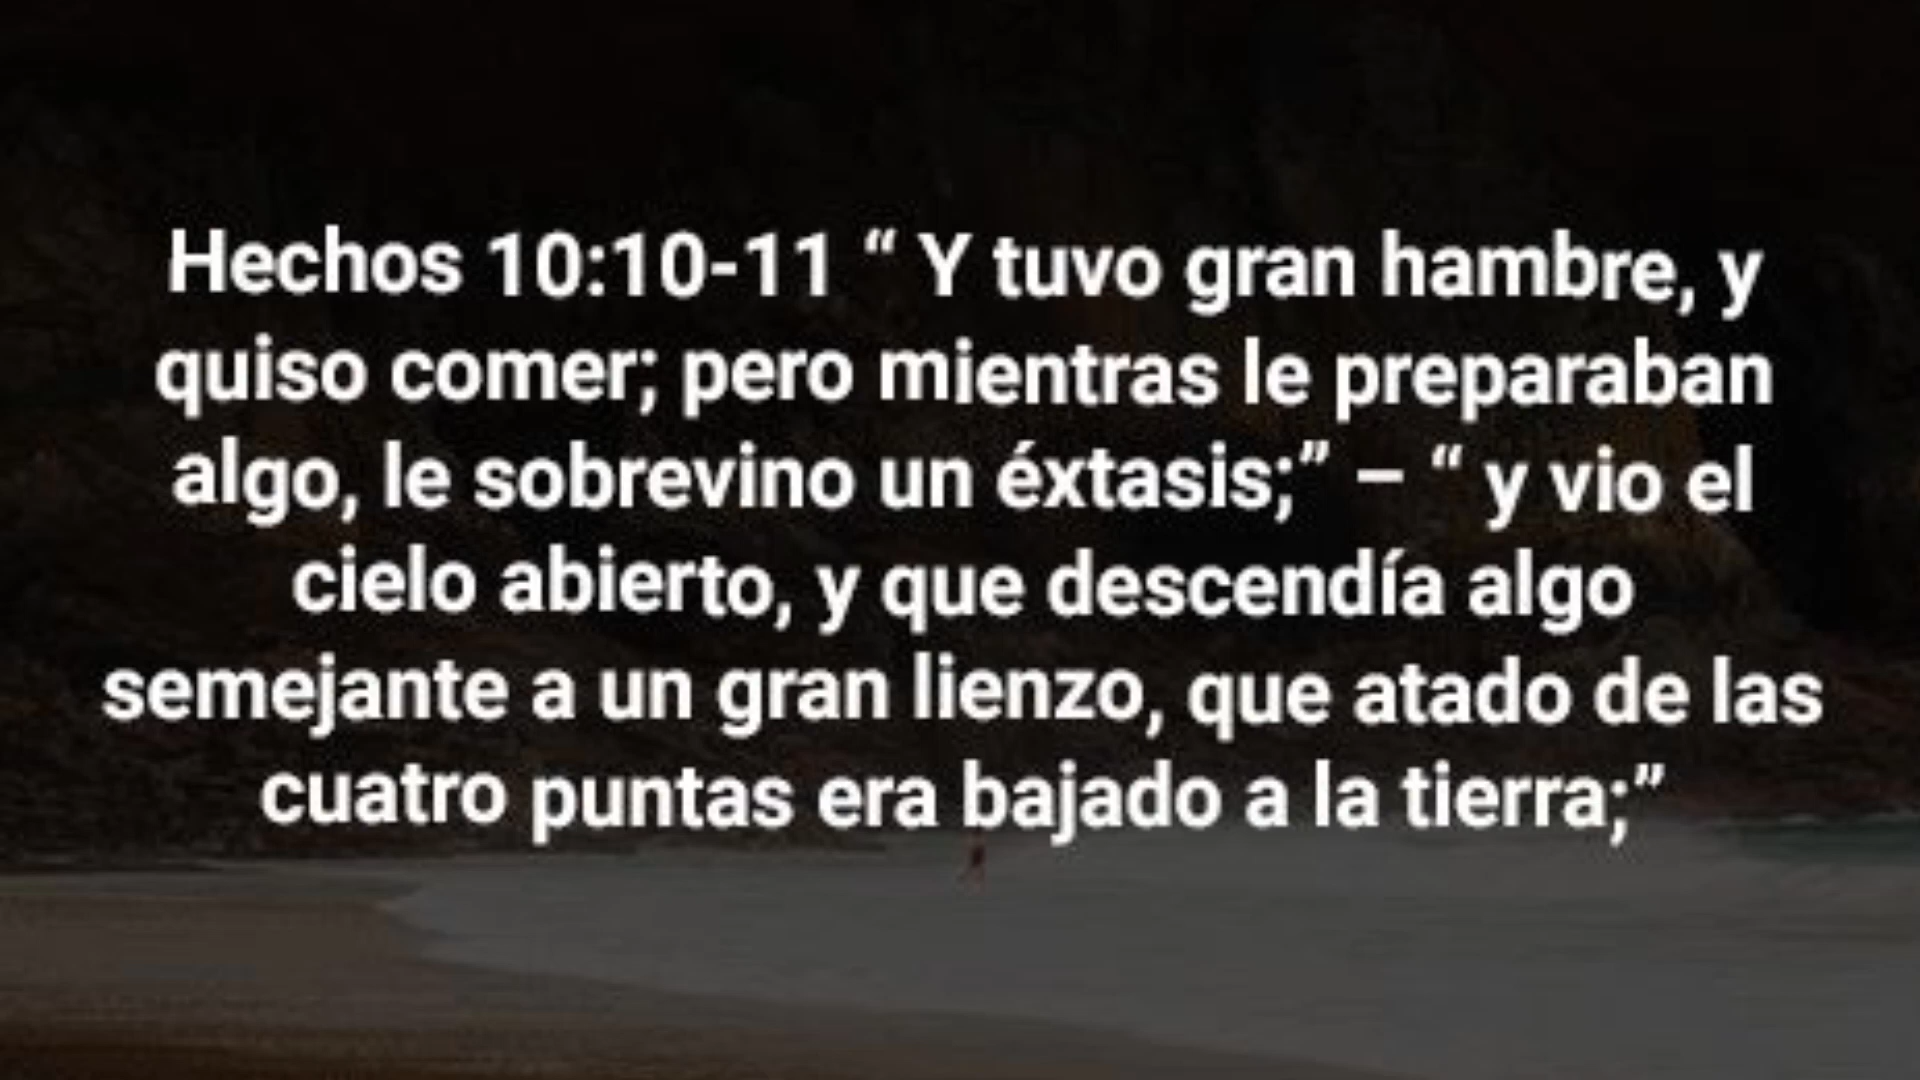 Hechos 10:10-11 “ Y tuvo gran hambre, y
quiso comer; pero mientras le preparaban
algo, le sobrevino un éxtasis;” – “ y vio el
cielo abierto, y que descendía algo
semejante a un gran lienzo, que atado de las
cuatro puntas era bajado a la tierra;”